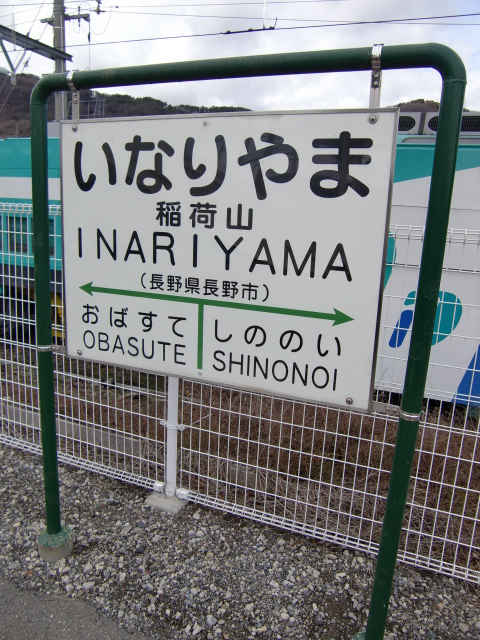 いなりやま
稲荷山
INARIYAMA
(長野県長野市)
おばすて しののい
OBASUTE SHINONOI